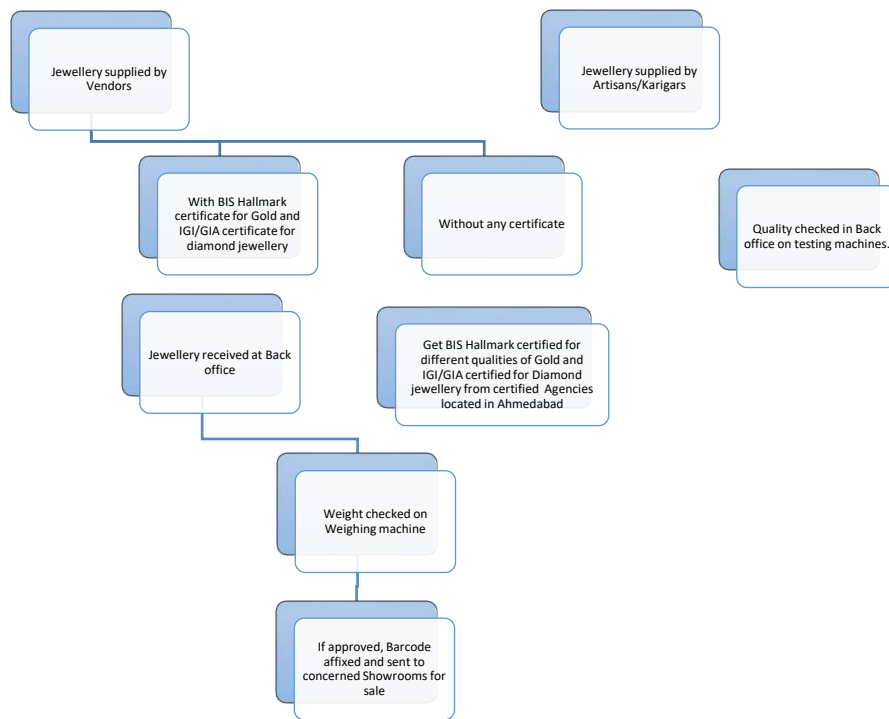 Jewellery supplied by
Vendors
Jewellery supplied by
Artisans/Karigars
With BIS Hallmark
certificate for Gold and
IGI/GIA certificate for
diamond jewellery
Without any certificate
Quality checked in Back
office on testing machines.
Jewellery received at Back
office
Get BIS Hallmark certified for
different qualities of Gold and
IGI/GIA certified for Diamond
jewellery from certified Agencies
located in Ahmedabad
Weight checked on
Weighing machine
If approved, Barcode
affixed and sent to
concerned Showrooms for
sale